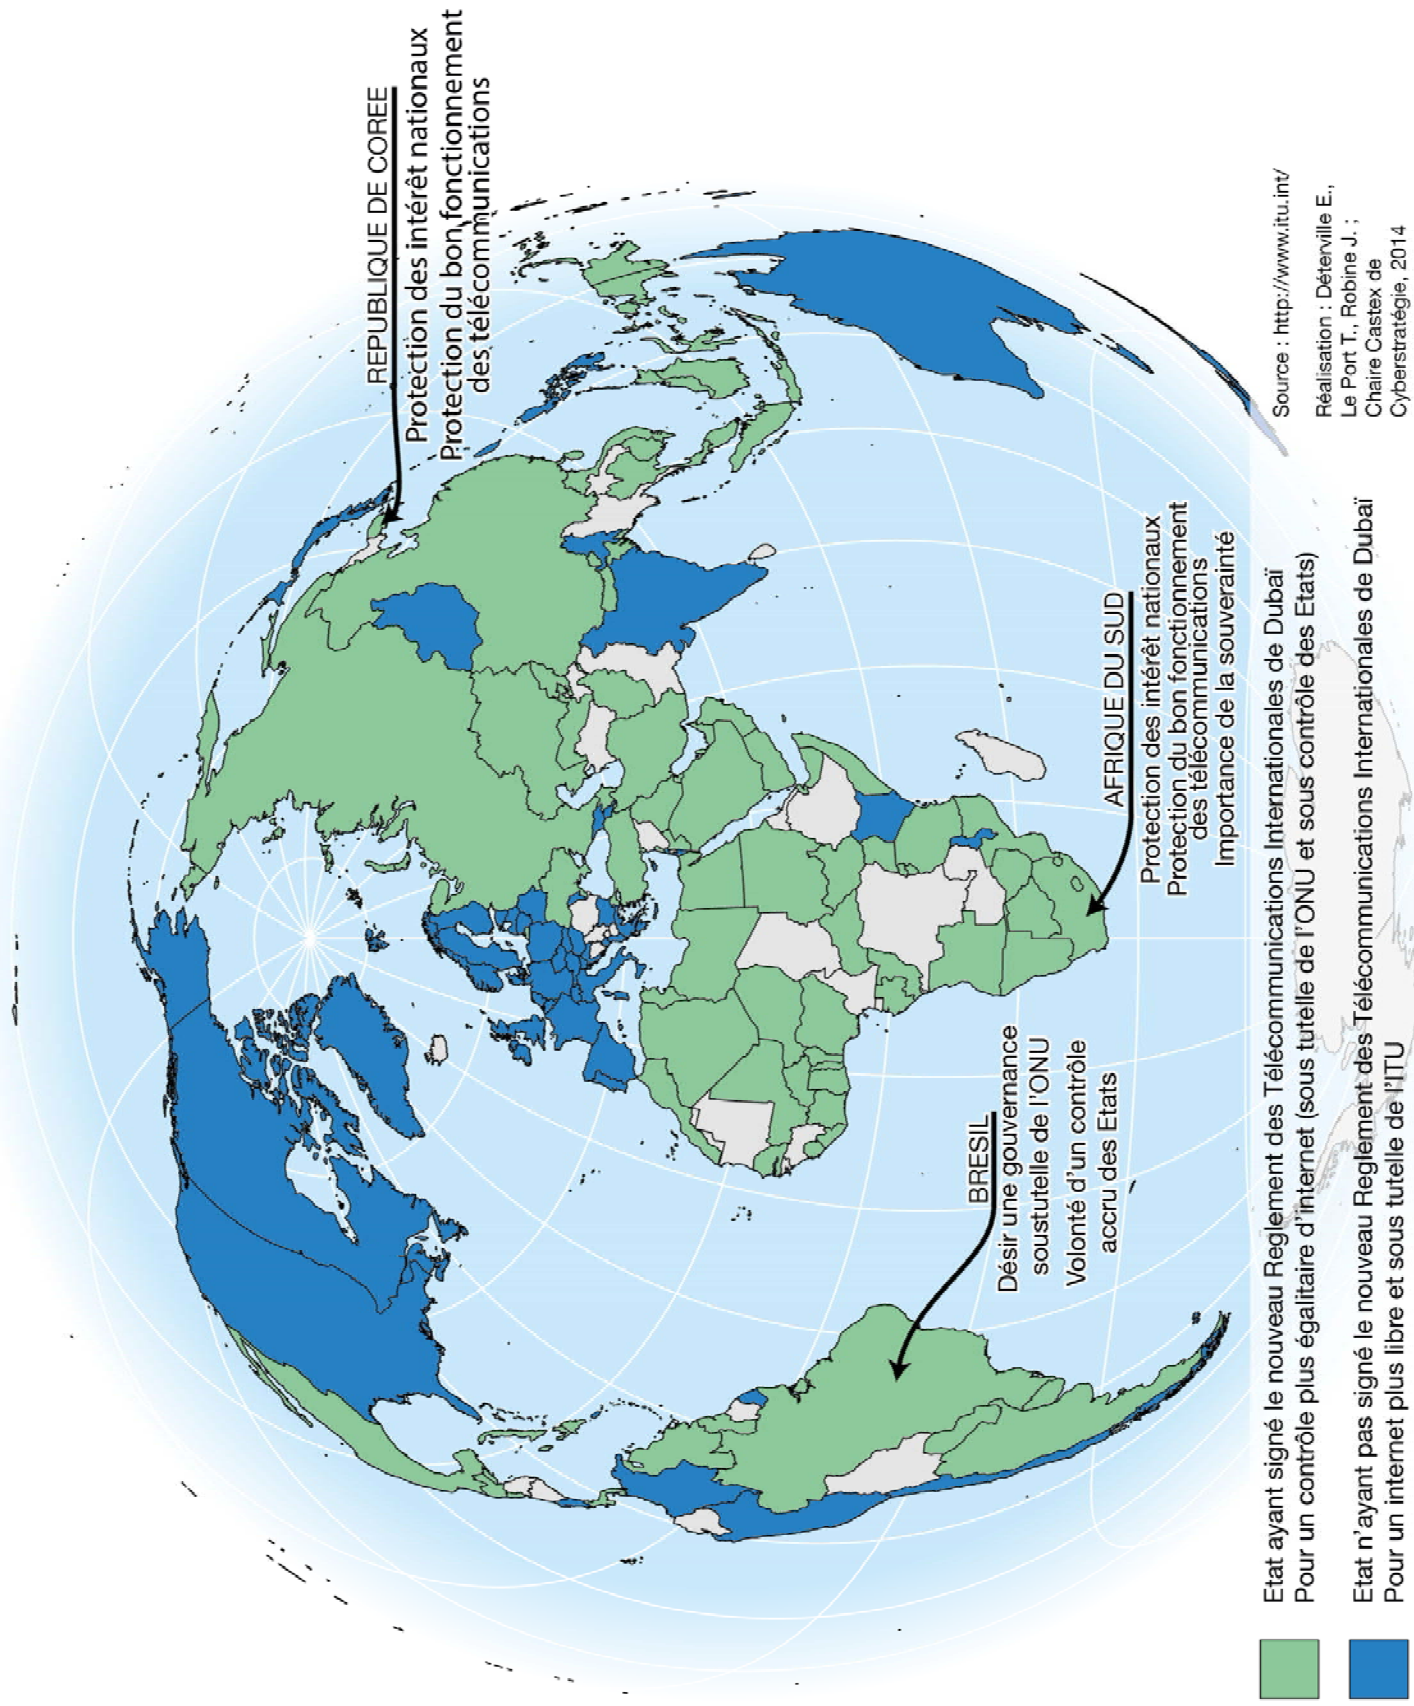 REPUBLIQUE DE COREE
Protection des intérêt nationaux
Protection du bon fonctionnement
des télécommunications
AFRIQUE DU SUD
Protection des intérêt nationaux
Protection du bon fonctionnement
des télécommunications
Importance de la souverainté
BRESIL
Désir une gouvernance
soustutelle de l'ONU
Volonté d'un contrôle
accru des Etats
Etat ayant signé le nouveau Reglement des Télécommunications Internationales de Dubaï
Pour un contrôle plus égalitaire d'internet (sous tutelle de l'ONU et sous contrôle des Etats)
Etat n'ayant pas signé le nouveau Reglement des Télécommunications Internationales de Dubaï
Pour un internet plus libre et sous tutelle de l'ITU
Source : http://www.itu.int/
Réalisation : Déterville E.,
Le Port T., Robine J. ;
Chaire Castex de
Cyberstratégie, 2014